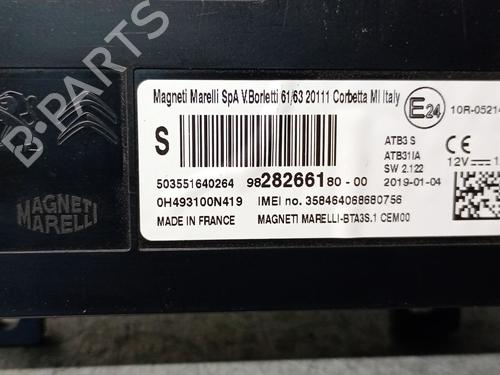 Magneti Marelli SpA V.Borletti 61/63 20111 Corbetta MI Italy
E24
10R-05214
S
ATB3 S
ATB31IA
SW 2.122
2019-01-04
CE
12V
503551640264 9828266180-00
0H493100N419 IMEI no. 358464068680756
MADE IN FRANCE MAGNETI MARELLI-BTA3S.1 CEM00
MAGNETI
MARELLI